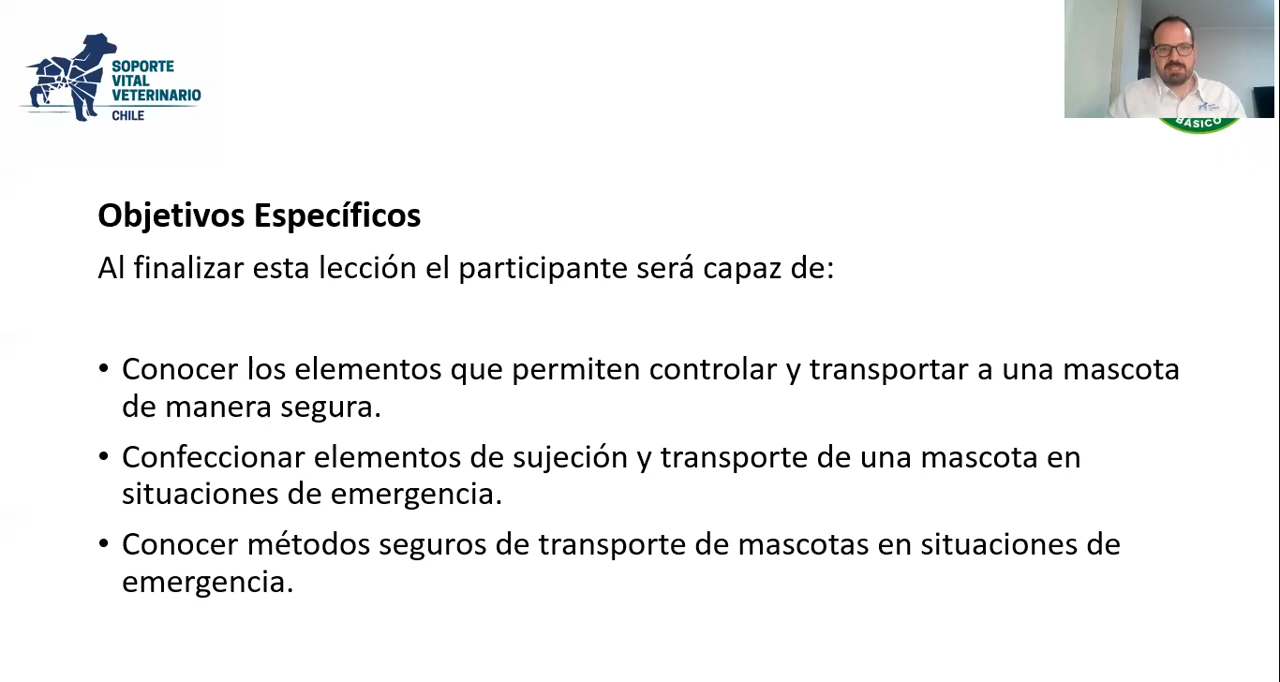 SOPORTE
VITAL
VETERINARIO
CHILE
BÁSICO
Objetivos Específicos
Al finalizar esta lección el participante será capaz de:
• Conocer los elementos que permiten controlar y transportar a una mascota
de manera segura.
• Confeccionar elementos de sujeción y transporte de una mascota en
situaciones de emergencia.
• Conocer métodos seguros de transporte de mascotas en situaciones de
emergencia.